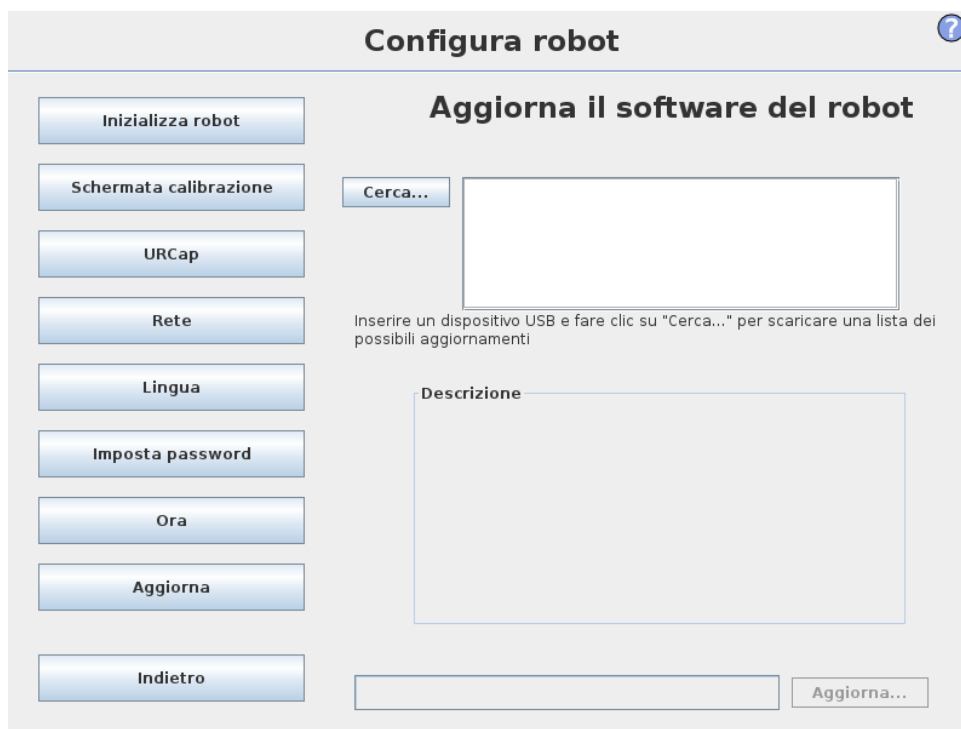 Configura robot
?
Inizializza robot
Schermata calibrazione
URCap
Rete
Lingua
Imposta password
Ora
Aggiorna
Indietro
Aggiorna il software del robot
Cerca...
Inserire un dispositivo USB e fare clic su "Cerca..." per scaricare una lista dei
possibili aggiornamenti
Descrizione
Aggiorna...